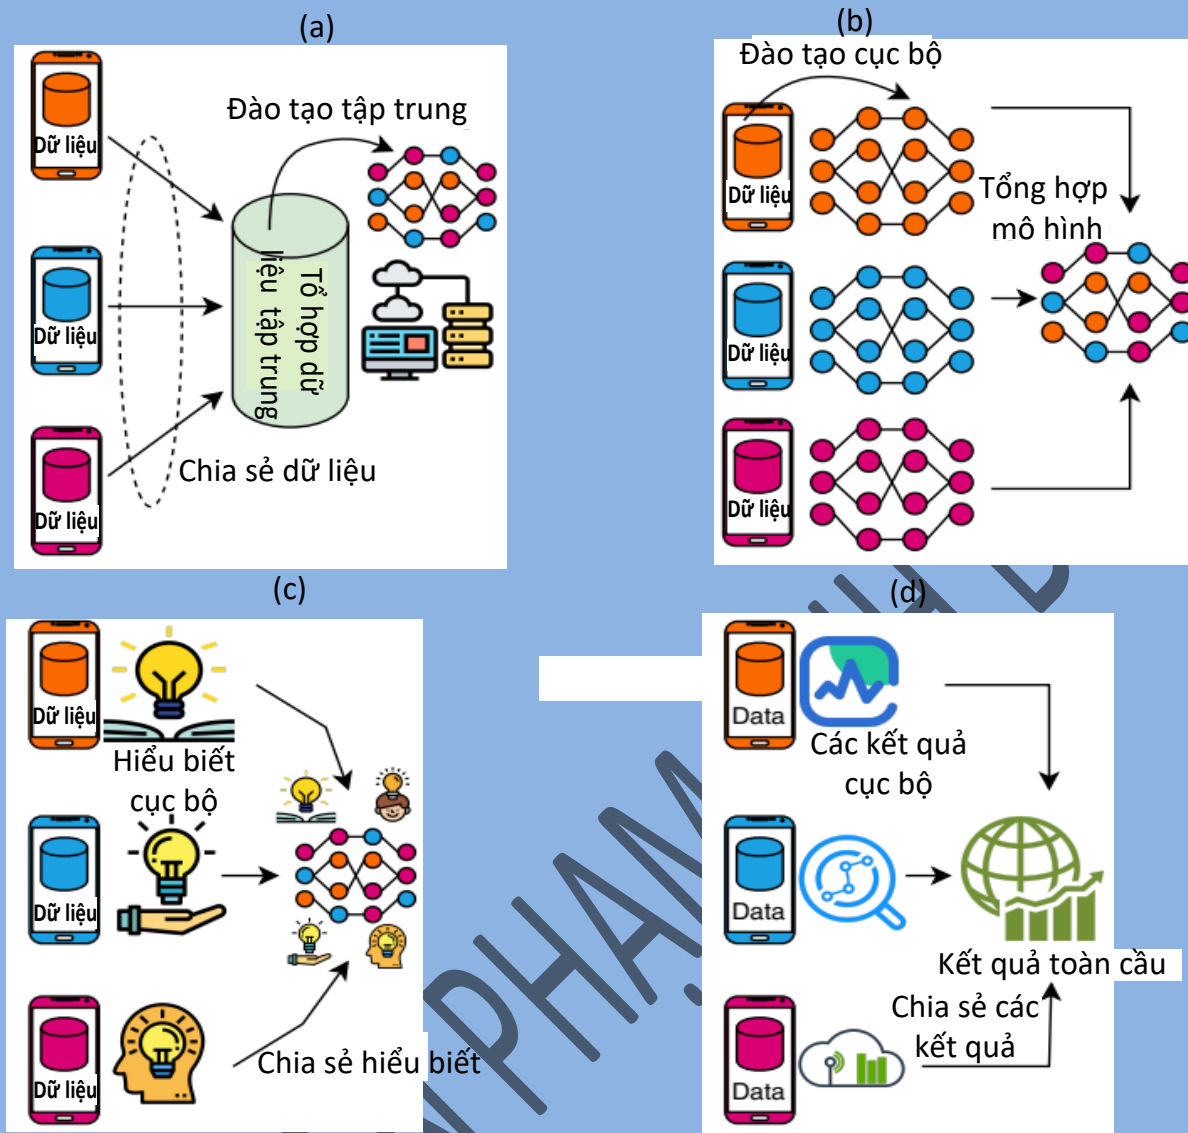 (a)
Đào tạo tập trung
Dữ liệu
Dữ liệu
Dữ liệu
Tổ hợp dữ
liệu tập trung
Chia sẻ dữ liệu
(b)
Đào tạo cục bộ
Dữ liệu
Dữ liệu
Dữ liệu
Tổng hợp
mô hình
(c)
Dữ liệu
Hiểu biết
cục bộ
Dữ liệu
Dữ liệu
Chia sẻ hiểu biết
(d)
Data
Các kết quả
cục bộ
Data
Kết quả toàn cầu
Chia sẻ các
kết quả
Data
PHẠM